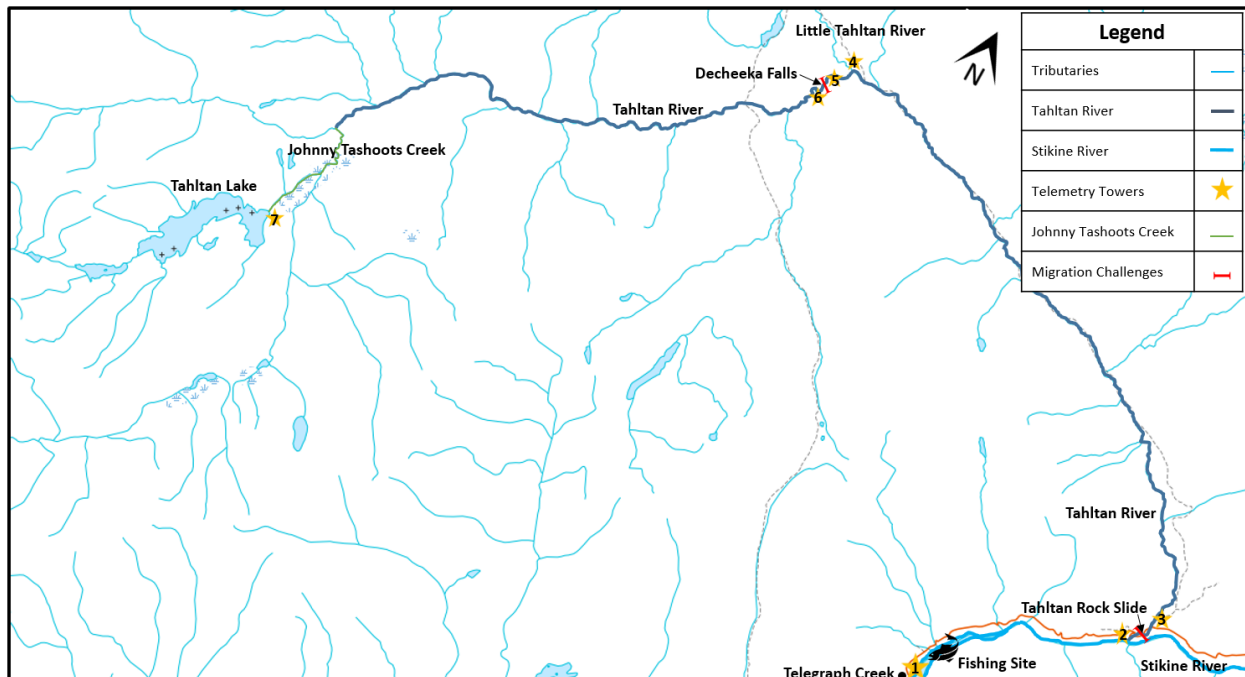 Legend
Tributaries
Tahltan River
Stikine River
Telemetry Towers
Johnny Tashoots Creek
Migration Challenges
Little Tahltan River
4
N
Decheeka Falls
5
6
Tahltan River
Johnny Tashoots Creek
Tahltan Lake
7
Tahltan River
Tahltan Rock Slide
3
2
Fishing Site
Stikine River
1
Telegraph Creek